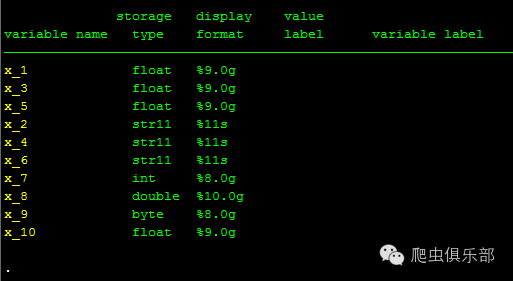 storage display value
variable name type format label variable label
x_1 float %9.0g
x_3 float %9.0g
x_5 float %9.0g
x_2 str11 %11s
x_4 str11 %11s
x_6 str11 %11s
x_7 int %8.0g
x_8 double %10.0g
x_9 byte %8.0g
x_10 float %9.0g
.
爬虫俱乐部